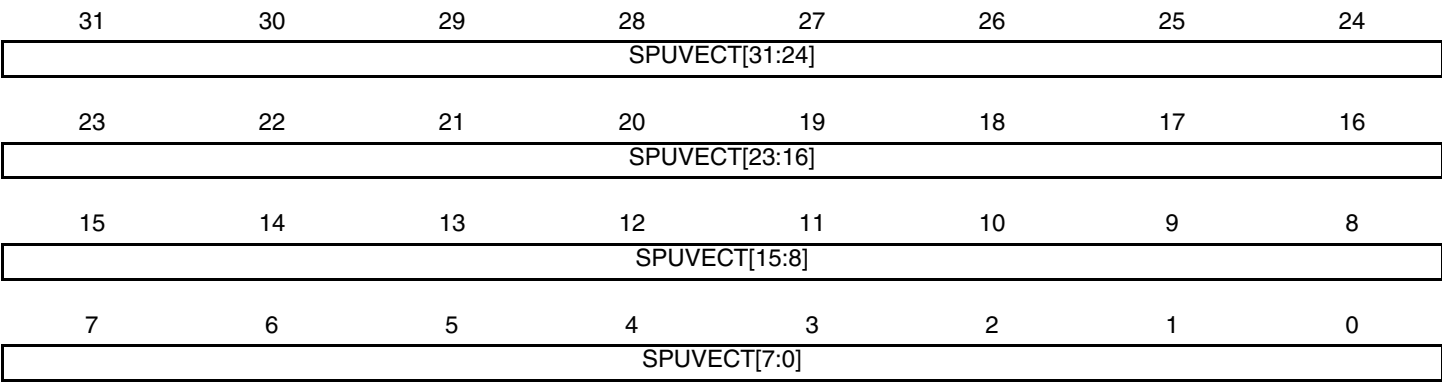 31 30 29 28 27 26 25 24
SPUVECT[31:24]
23 22 21 20 19 18 17 16
SPUVECT[23:16]
15 14 13 12 11 10 9 8
SPUVECT[15:8]
7 6 5 4 3 2 1 0
SPUVECT[7:0]